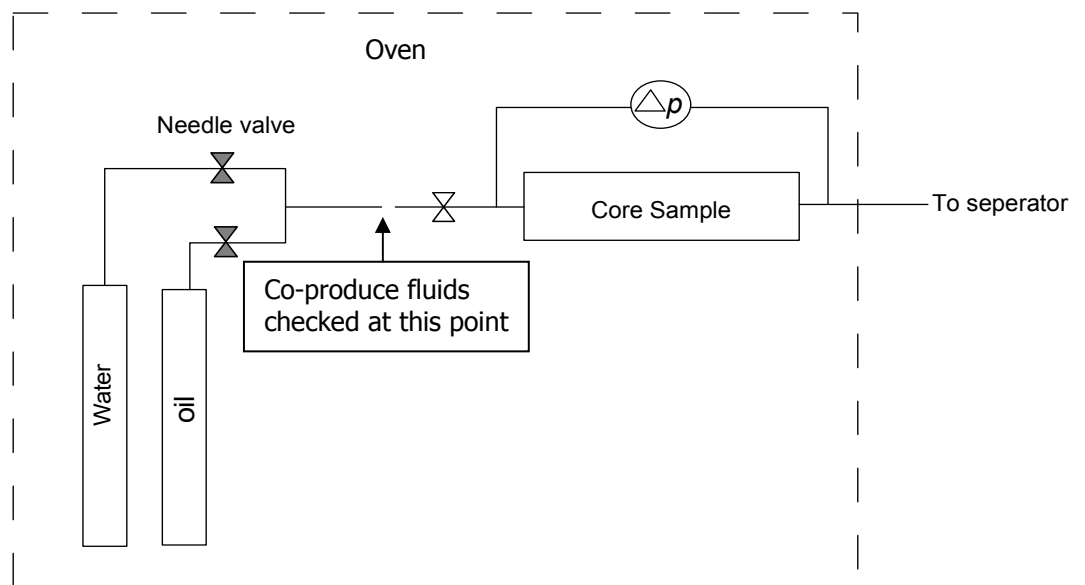 Oven
△p
Needle valve
Core Sample
To seperator
Co-produce fluids
checked at this point
Water
oil